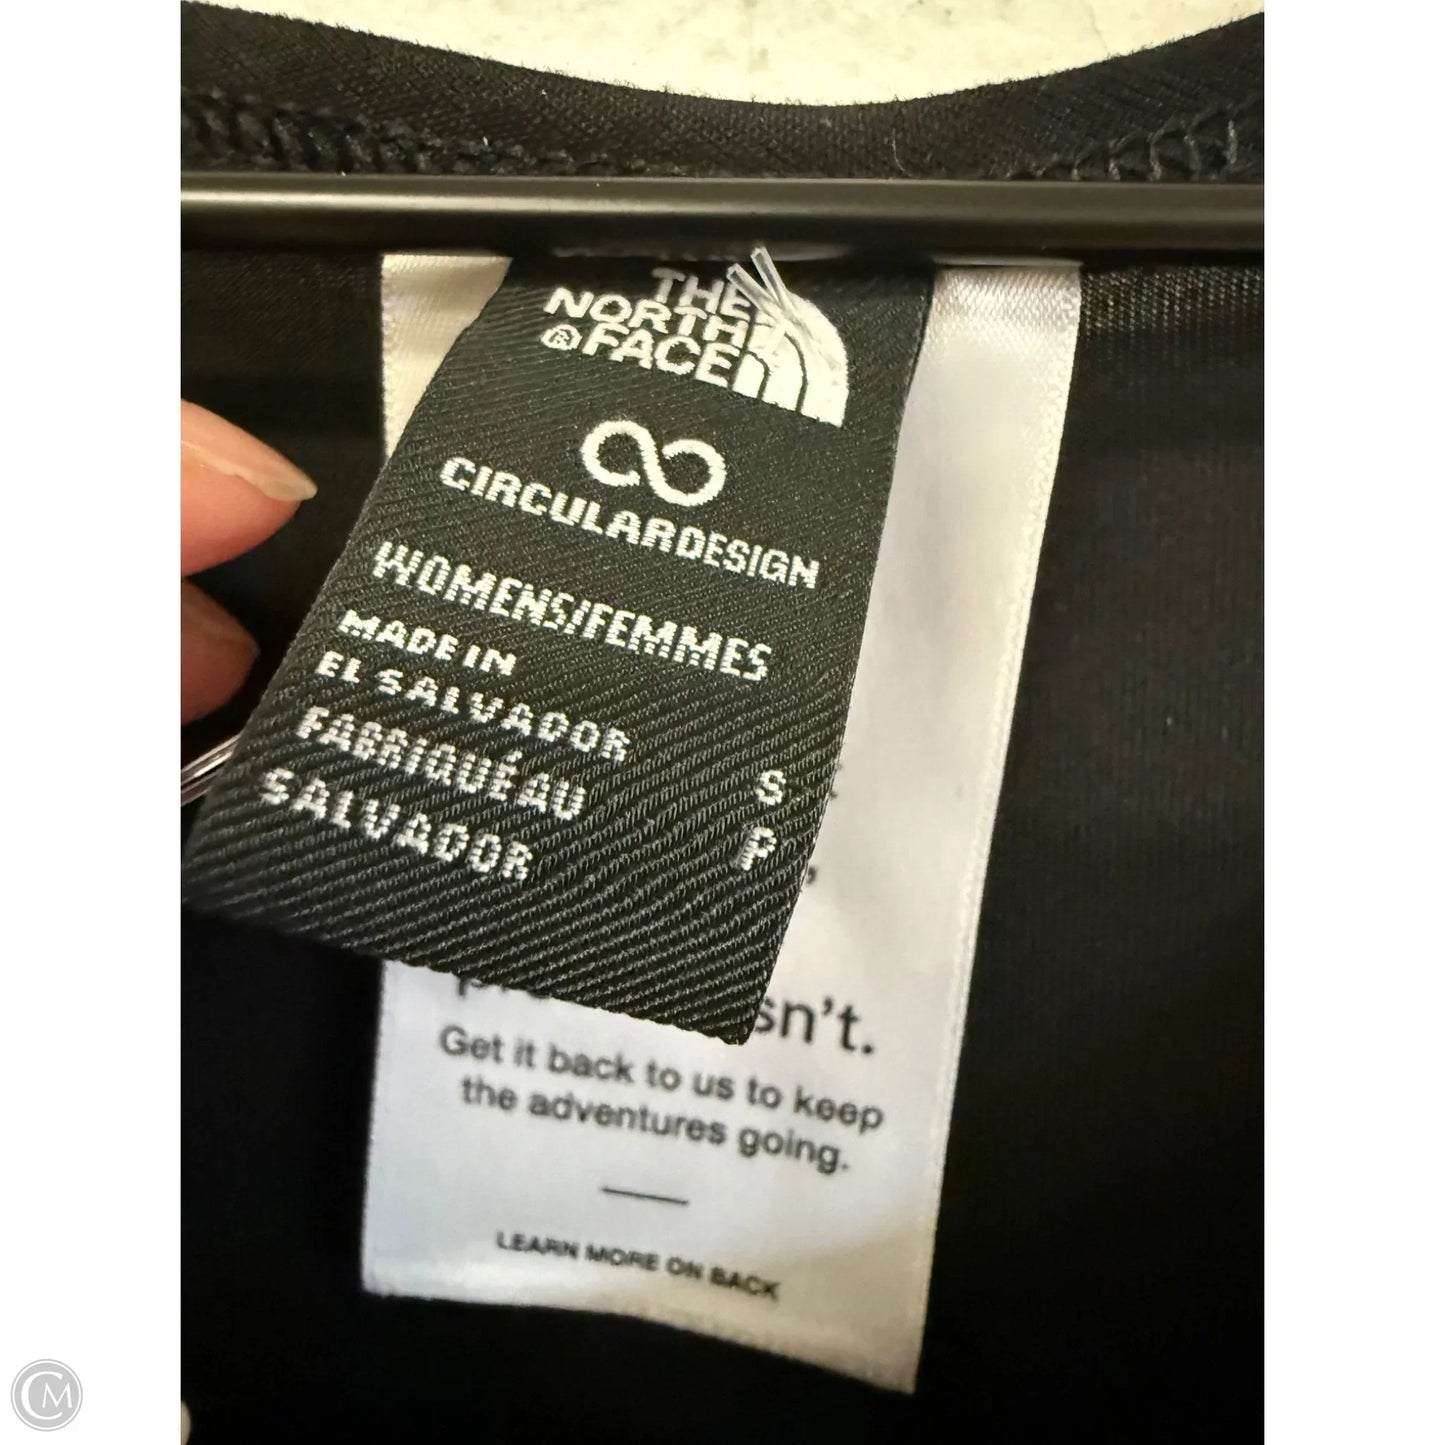 THE
NORTH
® FACE
CIRCULARDESIGN
WOMENS/FEMMES
MADE IN
EL SALVADOR
FABRIQUÉAU
SALVADOR
S
P
sn't.
Get it back to us to keep
the adventures going.
LEARN MORE ON BACK
CM